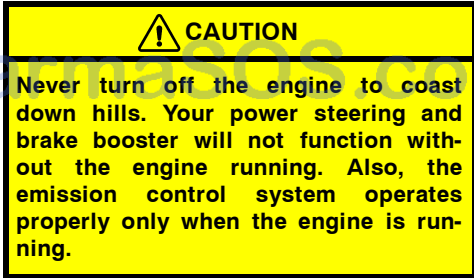 CAUTION
Never turn off the engine to coast
down hills. Your power steering and
brake booster will not function with-
out the engine running. Also, the
emission control system operates
properly only when the engine is run-
ning.
armaSOS.co